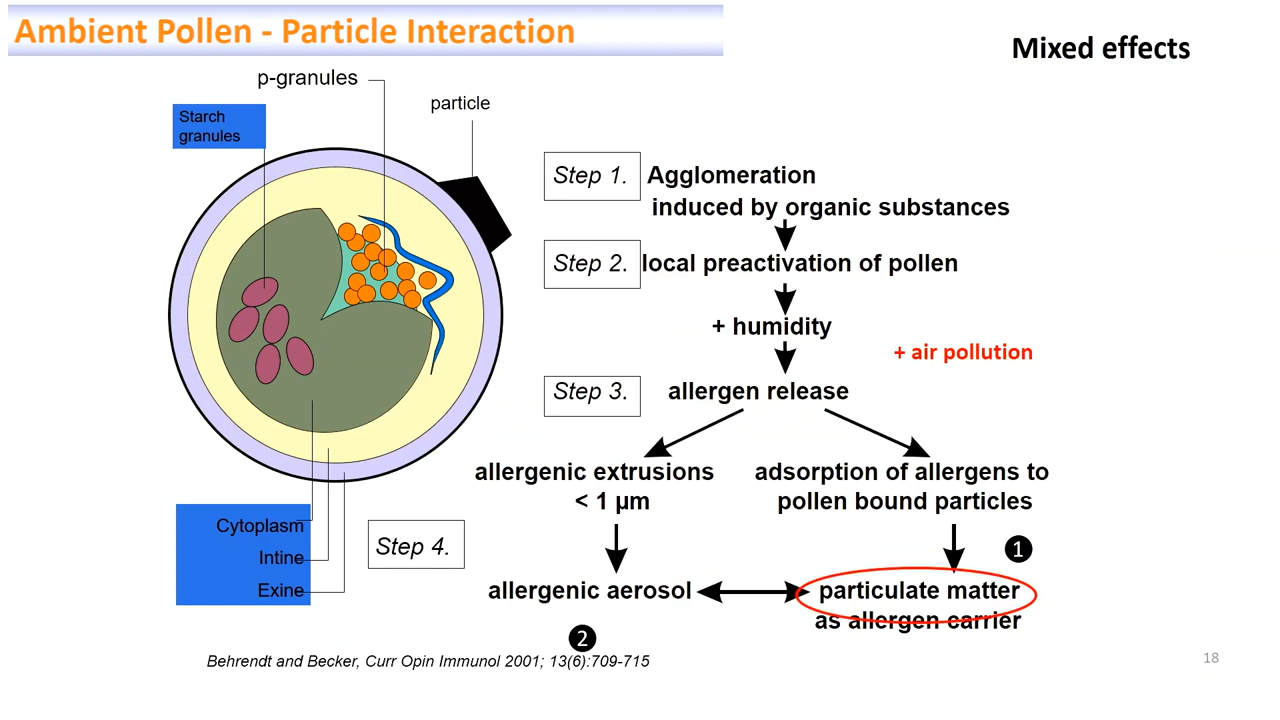 Ambient Pollen - Particle Interaction
Mixed effects
p-granules
particle
Starch
granules
Step 1.
Agglomeration
induced by organic substances
Step 2.
local preactivation of pollen
+ humidity
+ air pollution
Step 3.
allergen release
allergenic extrusions
< 1 µm
adsorption of allergens to
pollen bound particles
Cytoplasm
Intine
Exine
Step 4.
1
allergenic aerosol
particulate matter
as allergen carrier
2
Behrendt and Becker, Curr Opin Immunol 2001; 13(6):709-715
18